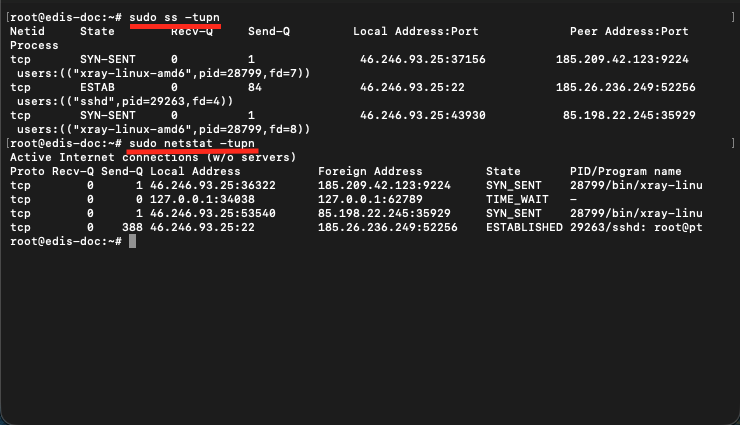 [root@edis-doc:~# sudo ss -tupn ]
Netid State Recv-Q Send-Q Local Address:Port Peer Address:Port
Process
tcp SYN-SENT 0 1 46.246.93.25:37156 185.209.42.123:9224
users:(("xray-linux-amd6",pid=28799,fd=7))
tcp ESTAB 0 84 46.246.93.25:22 185.26.236.249:52256
users:(("sshd",pid=29263,fd=4))
tcp SYN-SENT 0 1 46.246.93.25:43930 85.198.22.245:35929
users:(("xray-linux-amd6",pid=28799,fd=8))
[root@edis-doc:~# sudo netstat -tupn ]
Active Internet connections (w/o servers)
Proto Recv-Q Send-Q Local Address Foreign Address State PID/Program name
tcp 0 1 46.246.93.25:36322 185.209.42.123:9224 SYN_SENT 28799/bin/xray-linu
tcp 0 0 127.0.0.1:34038 127.0.0.1:62789 TIME_WAIT -
tcp 0 1 46.246.93.25:53540 85.198.22.245:35929 SYN_SENT 28799/bin/xray-linu
tcp 0 388 46.246.93.25:22 185.26.236.249:52256 ESTABLISHED 29263/sshd: root@pt
root@edis-doc:~#